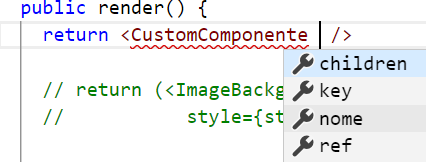 public render() {
return <CustomComponente />
children
// return (<ImageBackg
key
// style={st
nome
ref